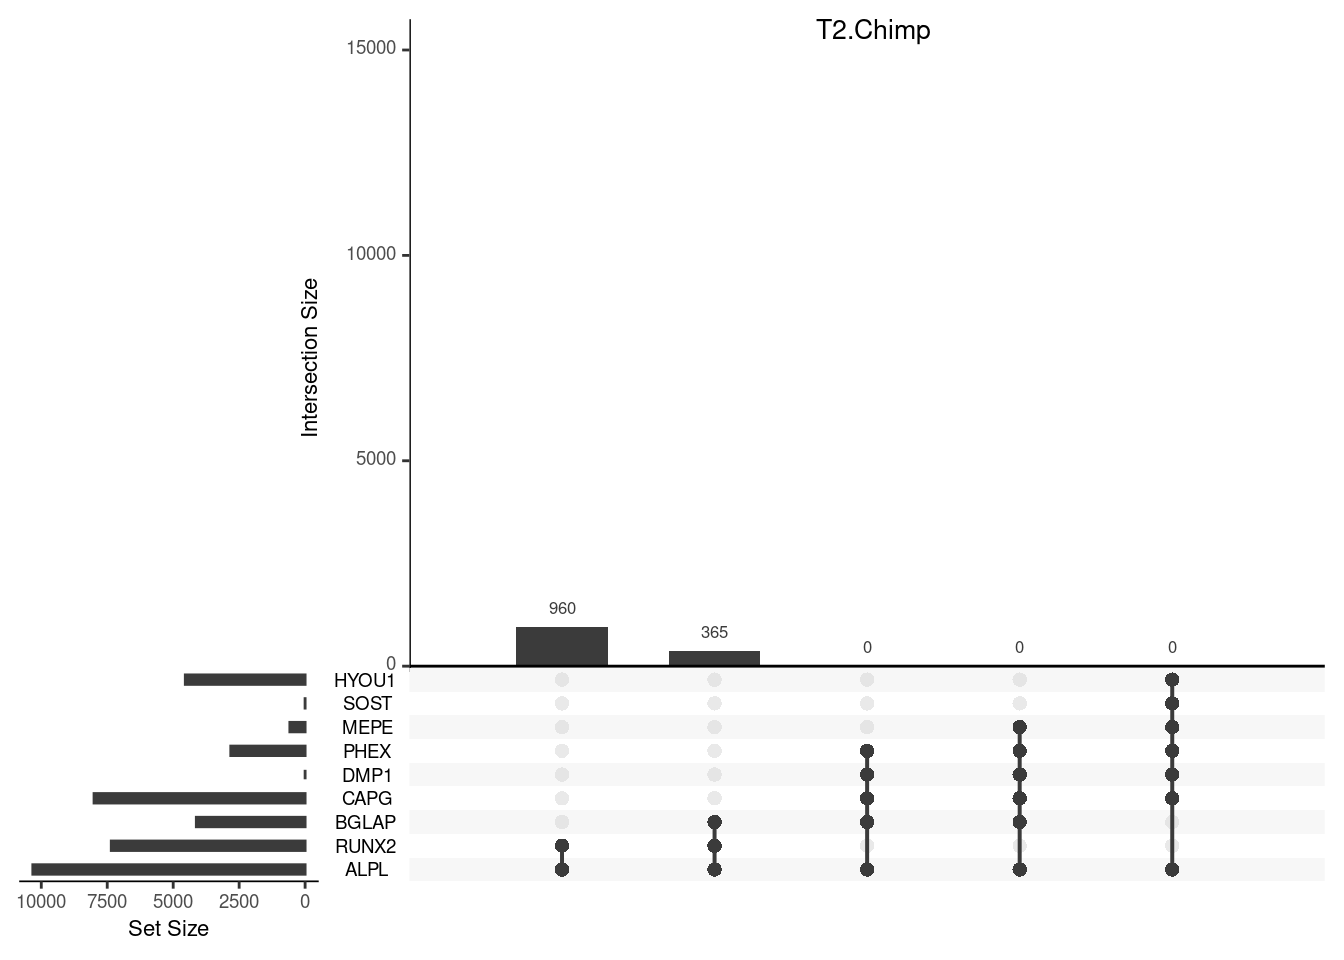 T2.Chimp
15000
10000
5000
0
Intersection Size
960
365
0
0
0
HYOU1
SOST
MEPE
PHEX
DMP1
CAPG
BGLAP
RUNX2
ALPL
10000 7500 5000 2500 0
Set Size